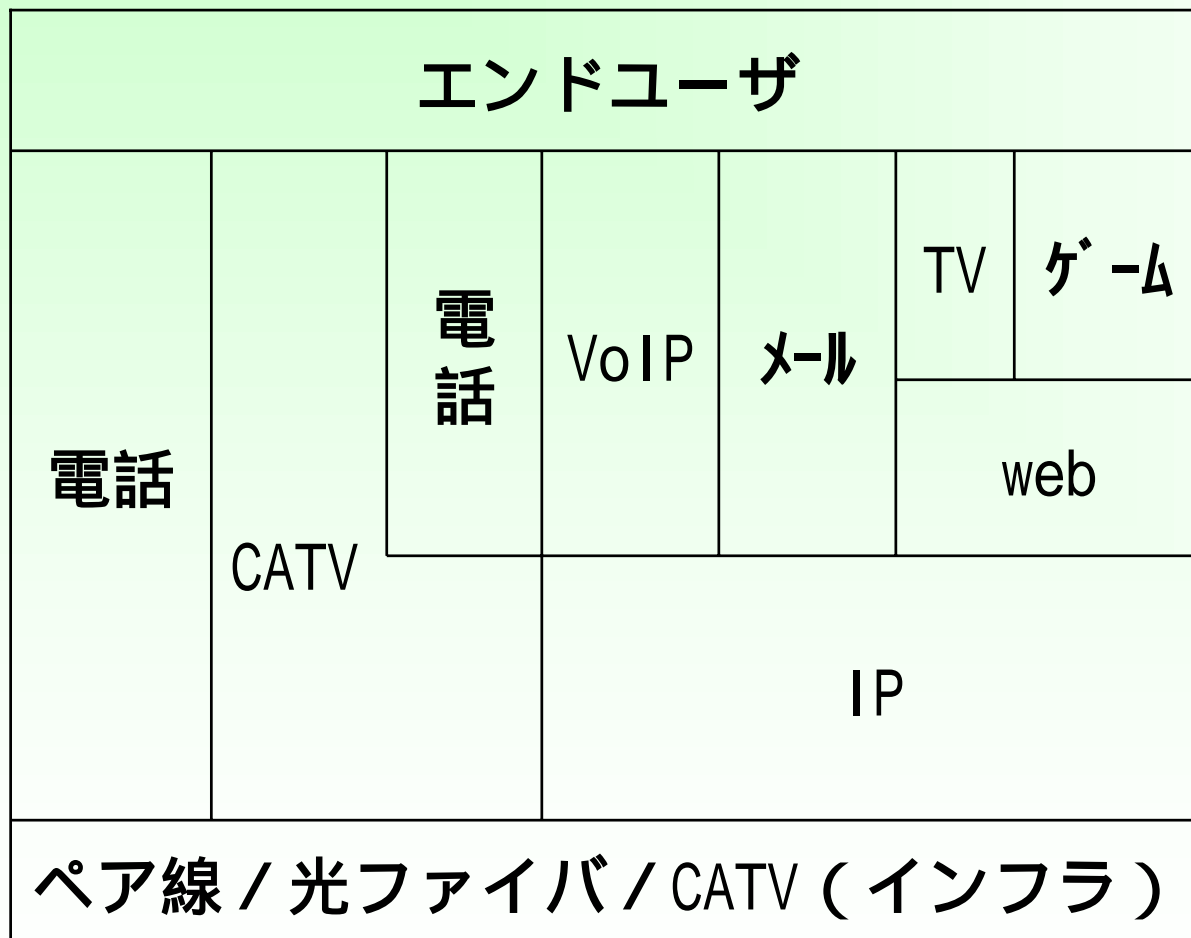 エンドユーザ
電話
CATV
電
話
VoIP
メール
TV
ゲーム
web
IP
ペア線/光ファイバ/CATV(インフラ)